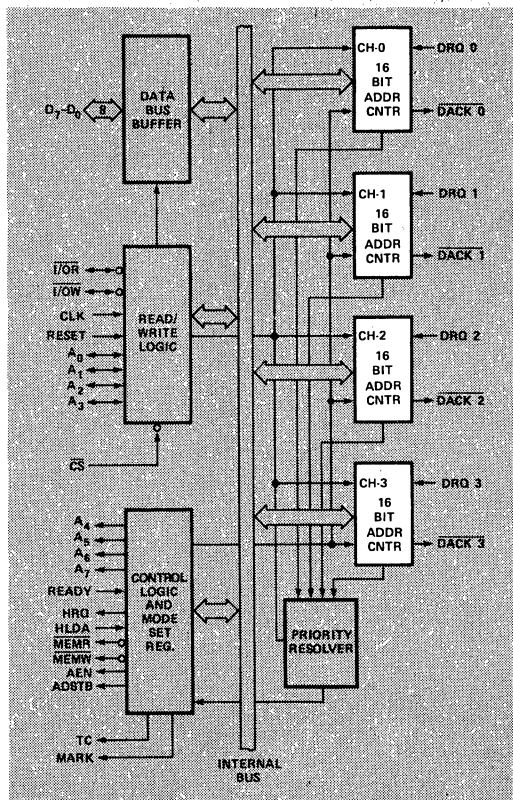 D7-D0
8
DATA
BUS
BUFFER
I/OR
I/OW
CLK
RESET
A0
A1
A2
A3
READ/
WRITE
LOGIC
CS
A4
A5
A6
A7
READY
HRQ
HLDA
MEMR
MEMW
AEN
ADSTB
CONTROL
LOGIC
AND
MODE
SET
REG.
TC
MARK
INTERNAL
BUS
CH-0
16
BIT
ADDR
CNTR
DRQ 0
DACK 0
CH-1
16
BIT
ADDR
CNTR
DRQ 1
DACK 1
CH-2
16
BIT
ADDR
CNTR
DRQ 2
DACK 2
CH-3
16
BIT
ADDR
CNTR
DRQ 3
DACK 3
PRIORITY
RESOLVER